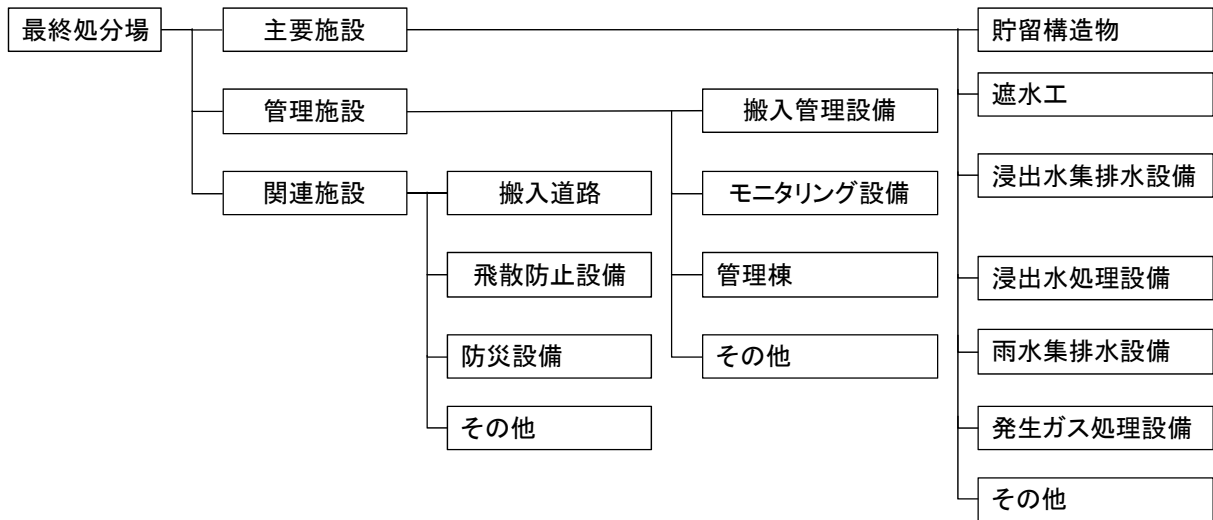 最終処分場
主要施設
貯留構造物
遮水工
浸出水集排水設備
浸出水処理設備
雨水集排水設備
発生ガス処理設備
その他
管理施設
搬入管理設備
モニタリング設備
管理棟
その他
関連施設
搬入道路
飛散防止設備
防災設備
その他